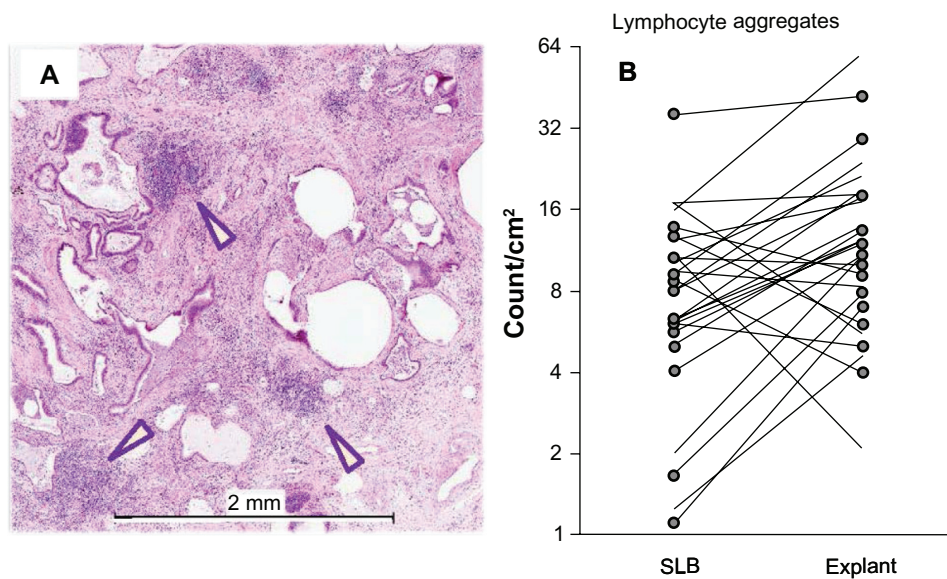 A
2 mm
Lymphocyte aggregates
B
Count/cm²
64
32
16
8
4
2
1
SLB
Explant